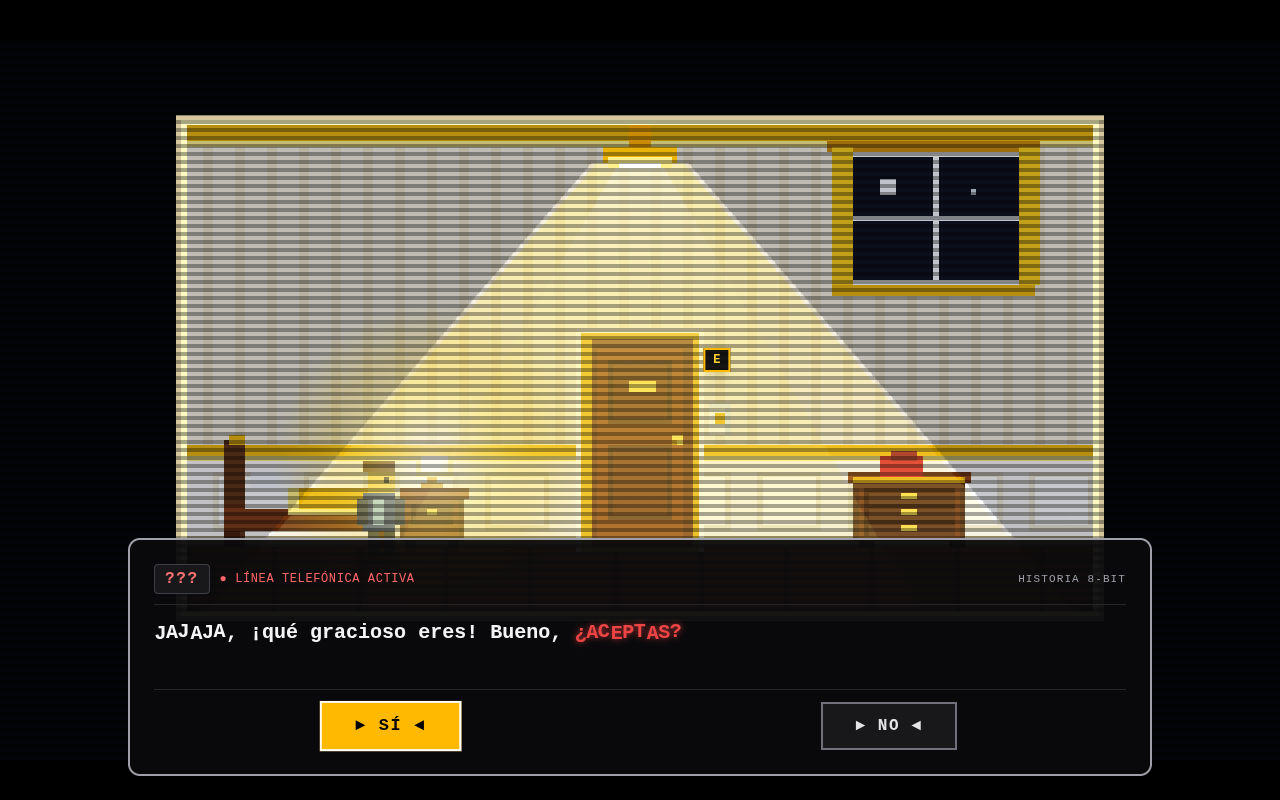 E
??? ● LÍNEA TELEFÓNICA ACTIVA HISTORIA 8-BIT
JAJAJA, ¡qué gracioso eres! Bueno, ¿ACEPTAS?
► SÍ ◄ ► NO ◄